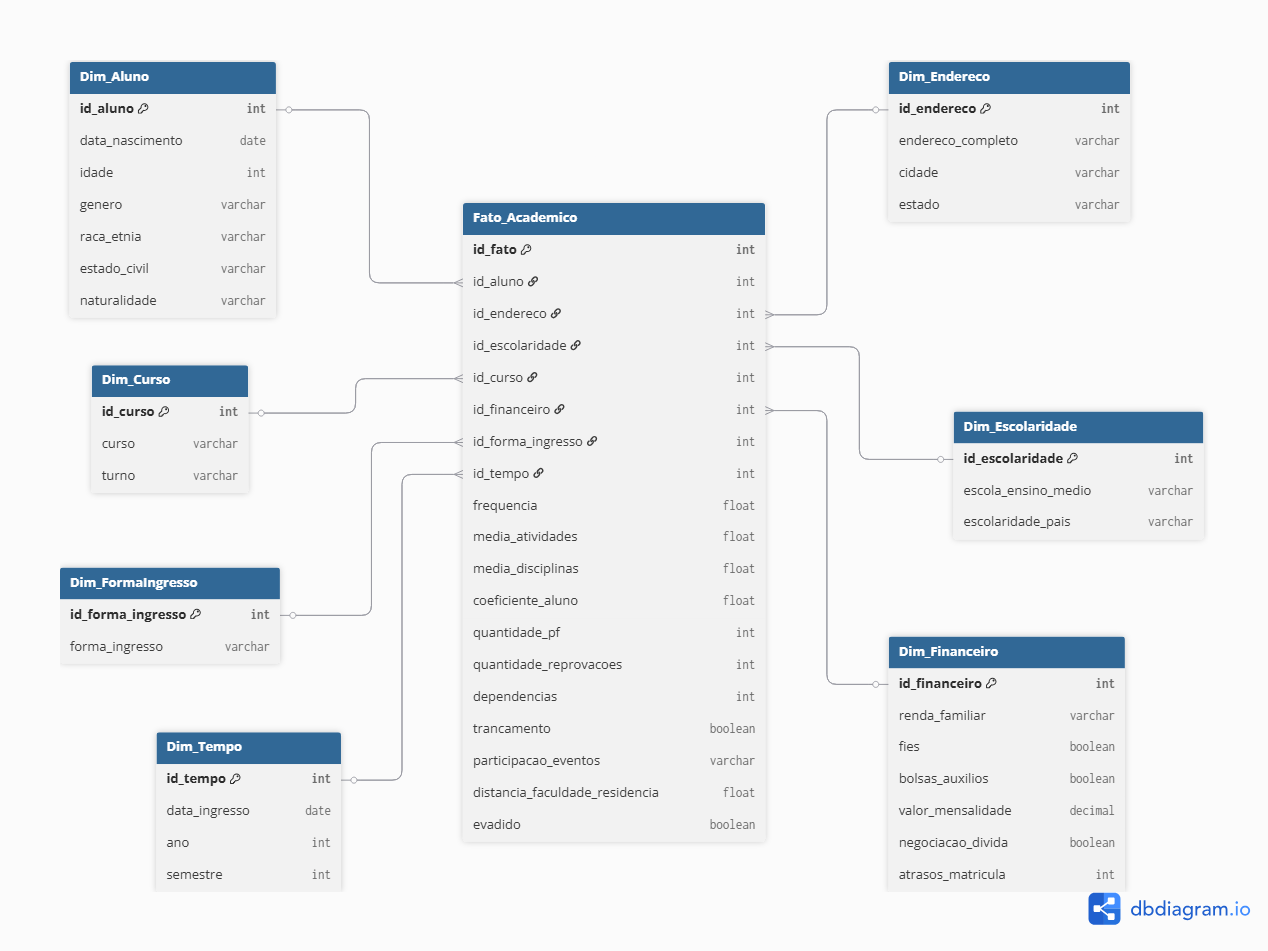 Dim_Aluno
id_aluno int
data_nascimento date
idade int
genero varchar
raca_etnia varchar
estado_civil varchar
naturalidade varchar
Dim_Curso
id_curso int
curso varchar
turno varchar
Dim_FormaIngresso
id_forma_ingresso int
forma_ingresso varchar
Dim_Tempo
id_tempo int
data_ingresso date
ano int
semestre int
Fato_Academico
id_fato int
id_aluno int
id_endereco int
id_escolaridade int
id_curso int
id_financeiro int
id_forma_ingresso int
id_tempo int
frequencia float
media_atividades float
media_disciplinas float
coeficiente_aluno float
quantidade_pf int
quantidade_reprovacoes int
dependencias int
trancamento boolean
participacao_eventos varchar
distancia_faculdade_residencia float
evadido boolean
Dim_Endereco
id_endereco int
endereco_completo varchar
cidade varchar
estado varchar
Dim_Escolaridade
id_escolaridade int
escola_ensino_medio varchar
escolaridade_pais varchar
Dim_Financeiro
id_financeiro int
renda_familiar varchar
fies boolean
bolsas_auxilios boolean
valor_mensalidade decimal
negociacao_divida boolean
atrasos_matricula int
dbdiagram.io